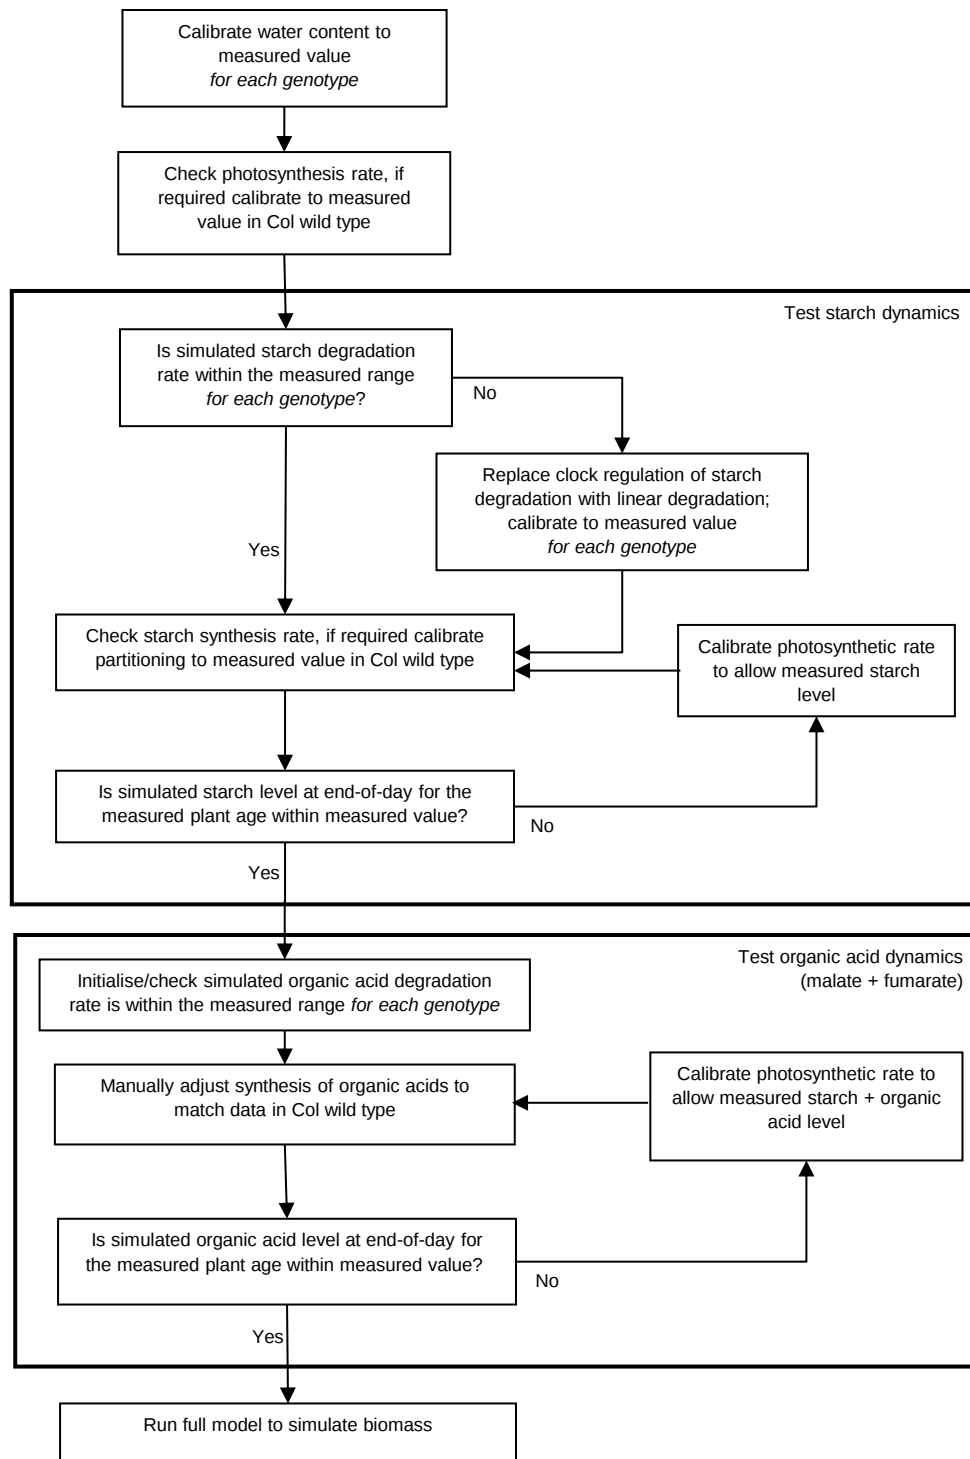 Calibrate water content to
measured value
for each genotype
Check photosynthesis rate, if
required calibrate to measured
value in Col wild type
Test starch dynamics
Is simulated starch degradation
rate within the measured range
for each genotype?
No
Replace clock regulation of starch
degradation with linear degradation;
calibrate to measured value
for each genotype
Yes
Check starch synthesis rate, if required calibrate
partitioning to measured value in Col wild type
Calibrate photosynthetic rate
to allow measured starch
level
Is simulated starch level at end-of-day for the
measured plant age within measured value?
No
Yes
Test organic acid dynamics
(malate + fumarate)
Initialise/check simulated organic acid degradation
rate is within the measured range for each genotype
Manually adjust synthesis of organic acids to
match data in Col wild type
Calibrate photosynthetic rate to
allow measured starch + organic
acid level
Is simulated organic acid level at end-of-day for
the measured plant age within measured value?
No
Yes
Run full model to simulate biomass